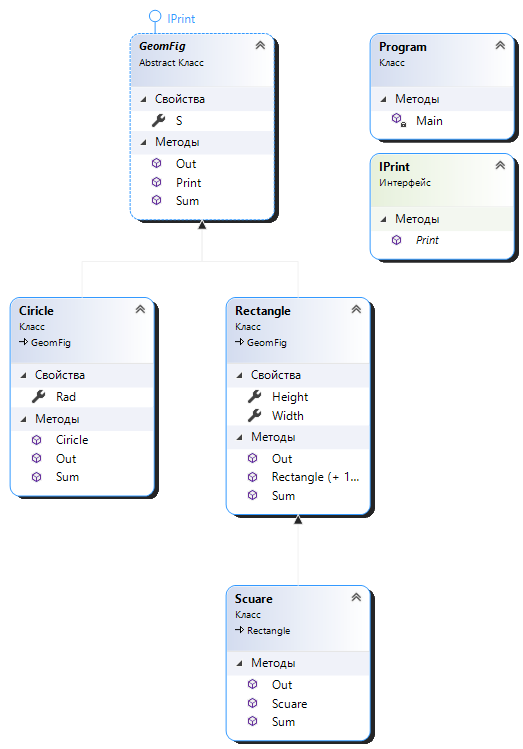 IPrint
GeomFig
Abstract Класс
Свойства
S
Методы
Out
Print
Sum
Program
Класс
Методы
Main
IPrint
Интерфейс
Методы
Print
Ciricle
Класс
GeomFig
Свойства
Rad
Методы
Ciricle
Out
Sum
Rectangle
Класс
GeomFig
Свойства
Height
Width
Методы
Out
Rectangle (+ 1...
Sum
Scuare
Класс
Rectangle
Методы
Out
Scuare
Sum